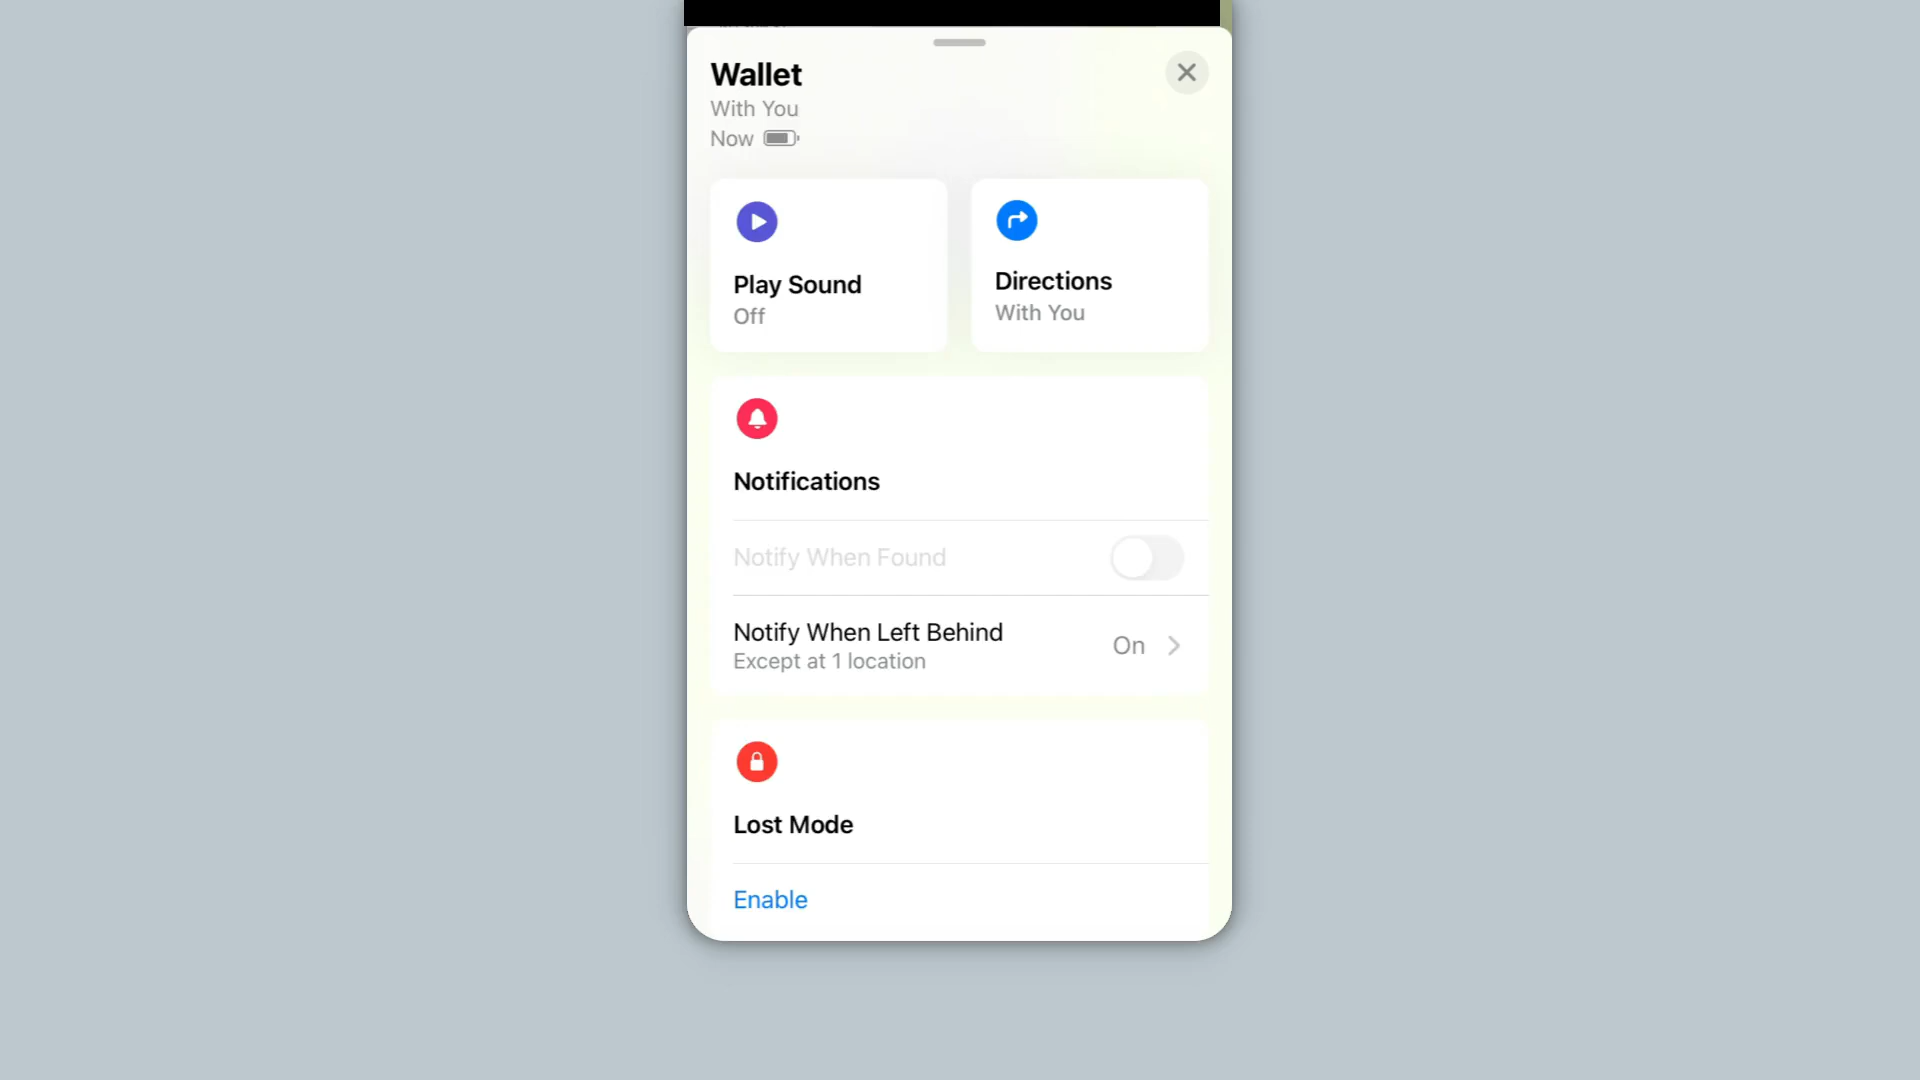 Wallet
With You
Now
Play Sound
Off
Directions
With You
Notifications
Notify When Found
Notify When Left Behind
Except at 1 location
On
Lost Mode
Enable